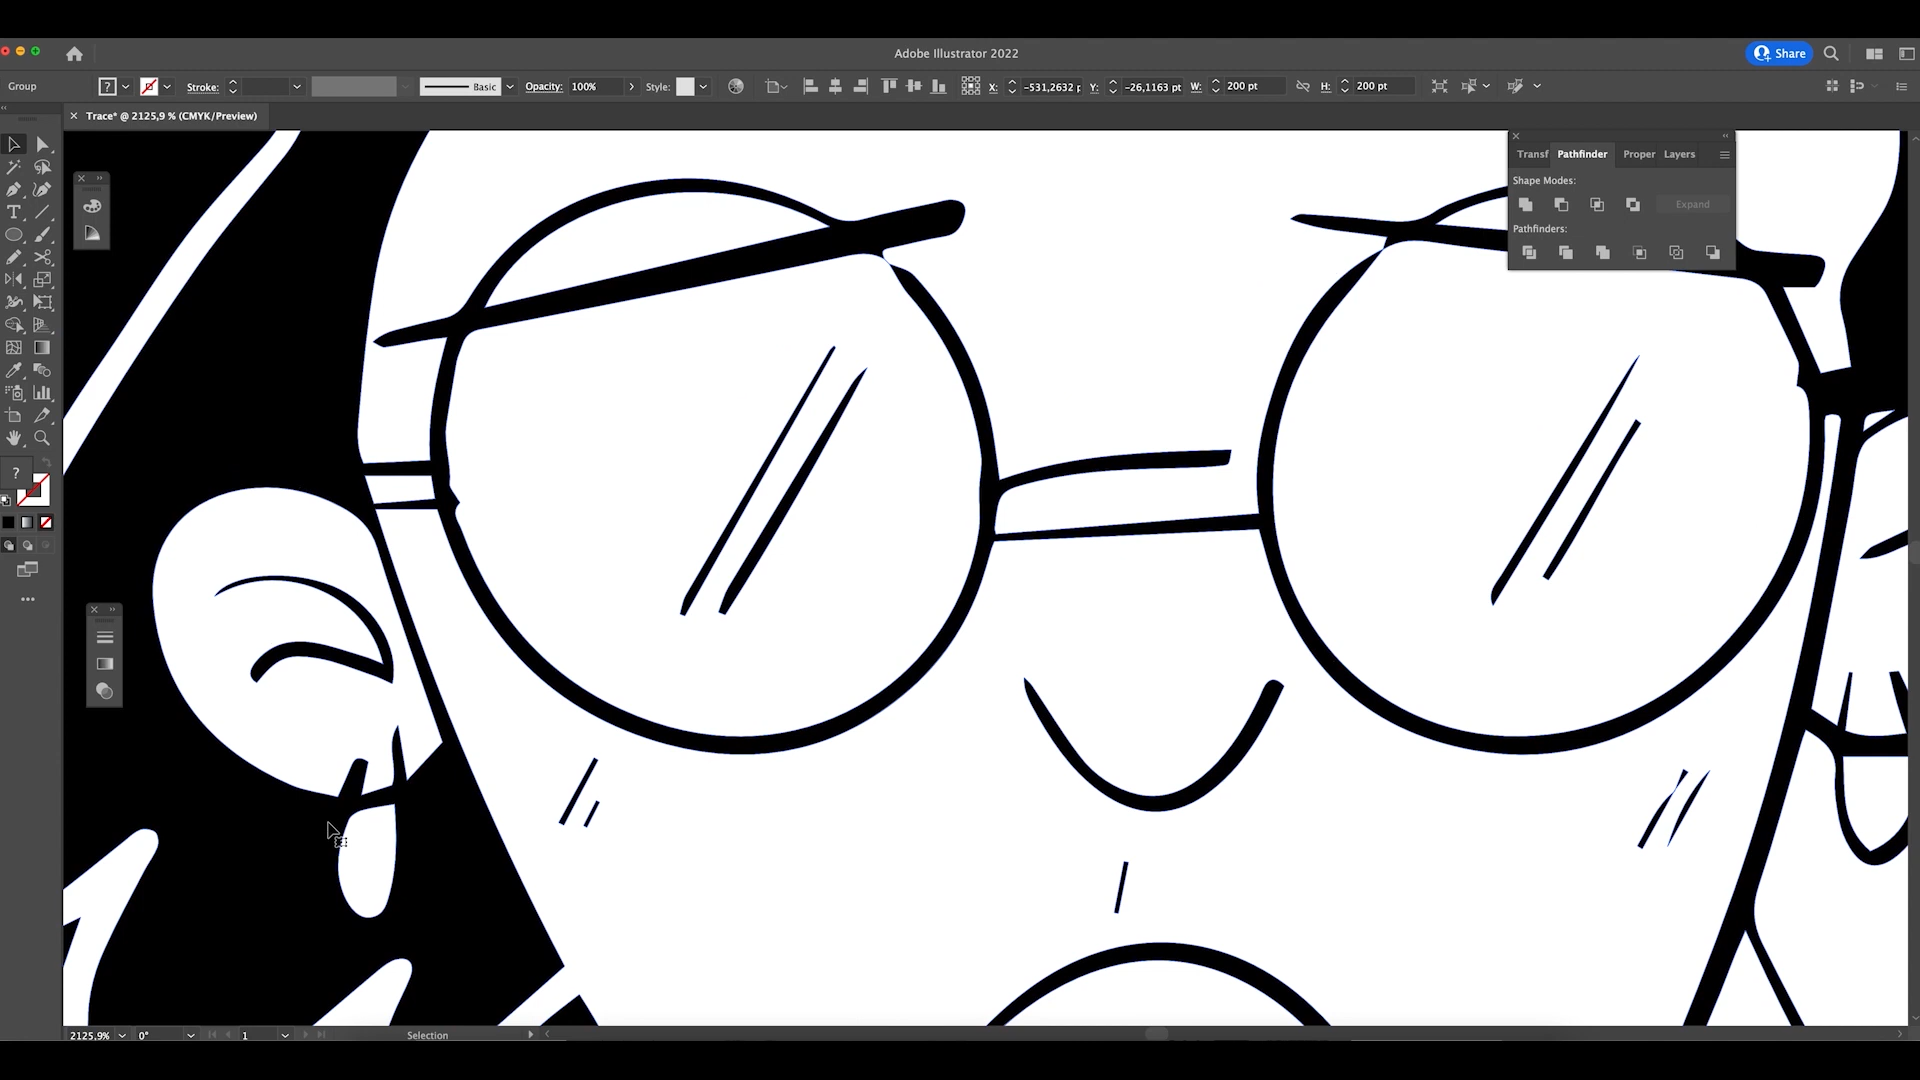 Adobe Illustrator 2022
Share
Group
?
Stroke:
Basic
Opacity:
100%
Style:
X:
-531,2632 p
Y:
-26,1163 pt
W:
200 pt
H:
200 pt
Trace* @ 2125,9 % (CMYK/Preview)
Transf
Pathfinder
Proper
Layers
Shape Modes:
Expand
Pathfinders:
T
?
2125,9%
0°
1
Selection